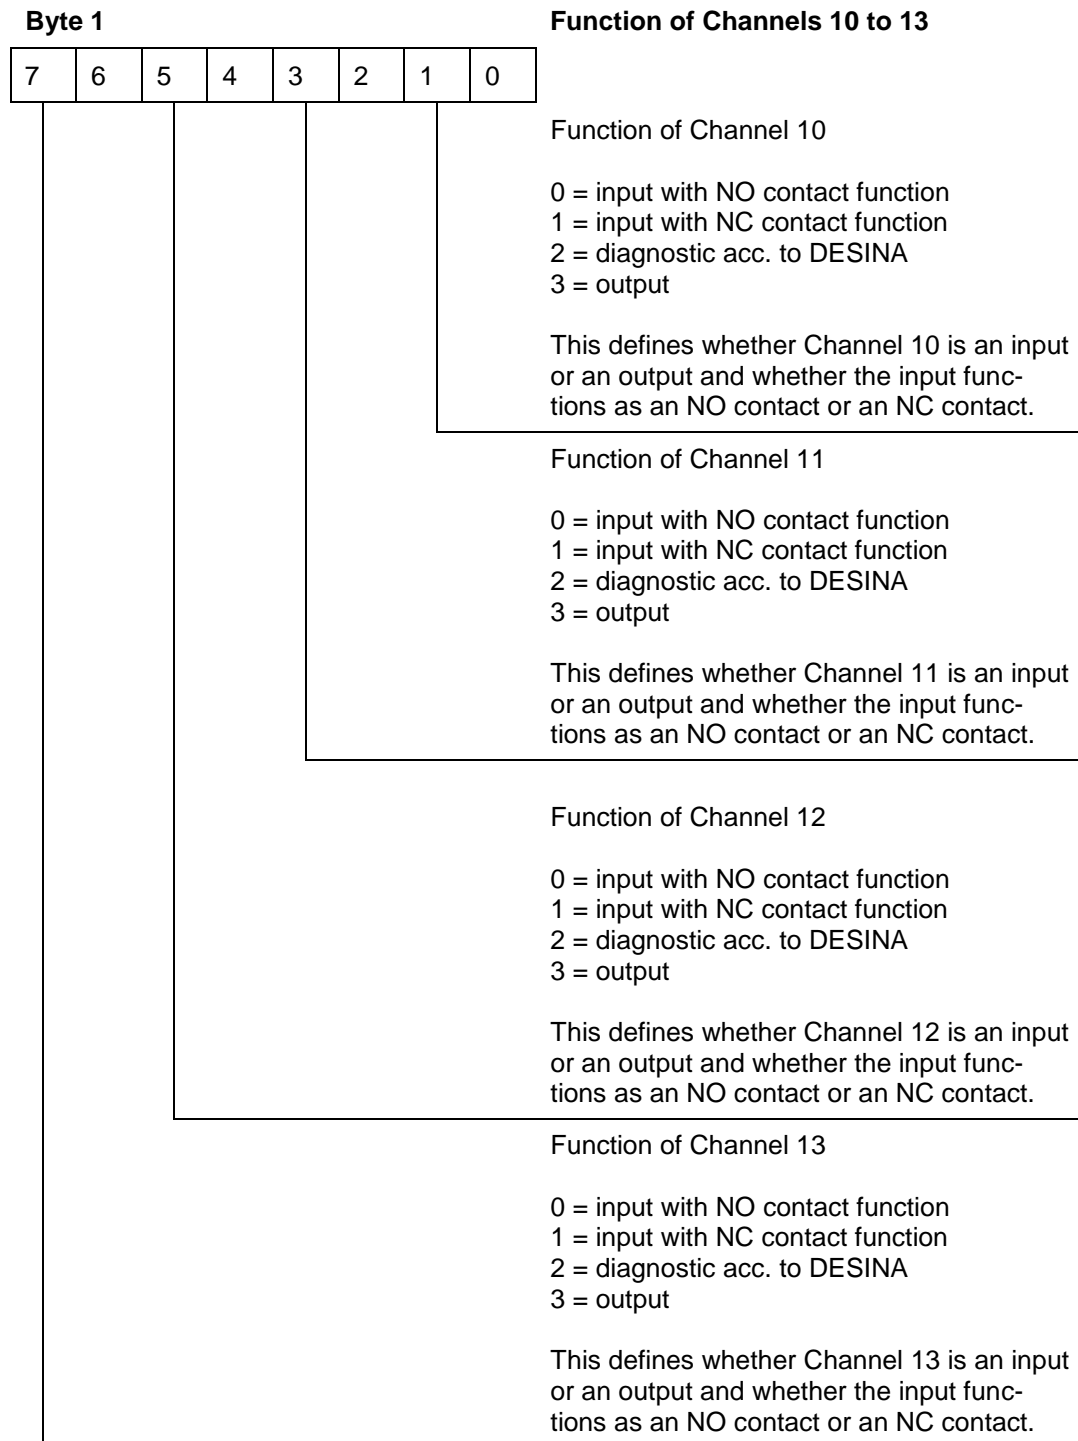 Byte 1
Function of Channels 10 to 13
7 6 5 4 3 2 1 0
Function of Channel 10
0 = input with NO contact function
1 = input with NC contact function
2 = diagnostic acc. to DESINA
3 = output
This defines whether Channel 10 is an input
or an output and whether the input func-
tions as an NO contact or an NC contact.
Function of Channel 11
0 = input with NO contact function
1 = input with NC contact function
2 = diagnostic acc. to DESINA
3 = output
This defines whether Channel 11 is an input
or an output and whether the input func-
tions as an NO contact or an NC contact.
Function of Channel 12
0 = input with NO contact function
1 = input with NC contact function
2 = diagnostic acc. to DESINA
3 = output
This defines whether Channel 12 is an input
or an output and whether the input func-
tions as an NO contact or an NC contact.
Function of Channel 13
0 = input with NO contact function
1 = input with NC contact function
2 = diagnostic acc. to DESINA
3 = output
This defines whether Channel 13 is an input
or an output and whether the input func-
tions as an NO contact or an NC contact.